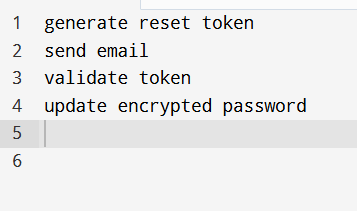 1 generate reset token
2 send email
3 validate token
4 update encrypted password
5
6